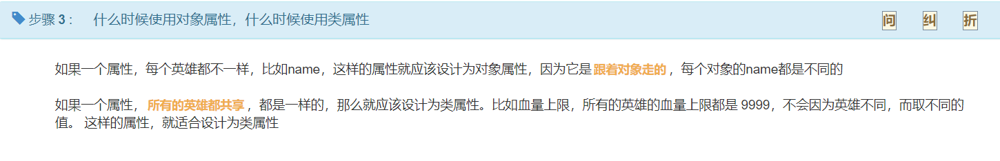 步骤 3 : 什么时候使用对象属性，什么时候使用类属性 问 纠 折
如果一个属性，每个英雄都不一样，比如name，这样的属性就应该设计为对象属性，因为它是 跟着对象走的 ，每个对象的name都是不同的
如果一个属性， 所有的英雄都共享 ，都是一样的，那么就应该设计为类属性。比如血量上限，所有的英雄的血量上限都是 9999，不会因为英雄不同，而取不同的
值。 这样的属性，就适合设计为类属性